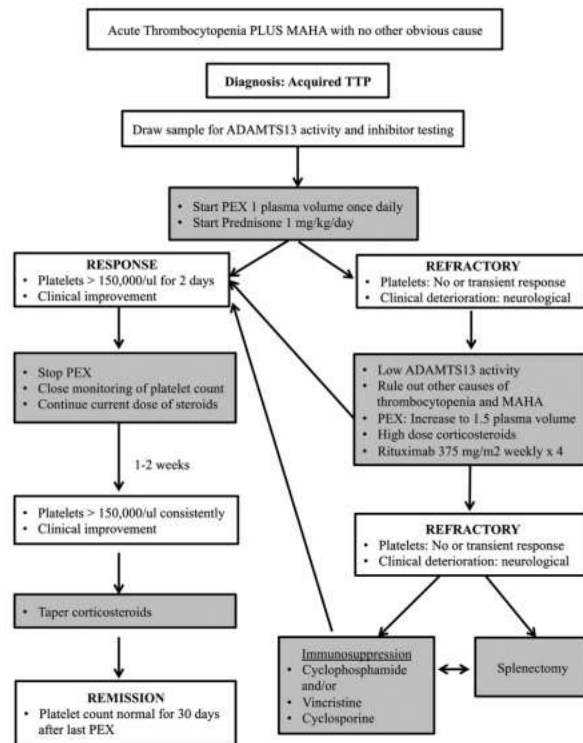 Acute Thrombocytopenia PLUS MAHA with no other obvious cause
Diagnosis: Acquired TTP
Draw sample for ADAMTS13 activity and inhibitor testing
• Start PEX 1 plasma volume once daily
• Start Prednisone 1 mg/kg/day
RESPONSE
• Platelets > 150,000/ul for 2 days
• Clinical improvement
REFRACTORY
• Platelets: No or transient response
• Clinical deterioration: neurological
• Stop PEX
• Close monitoring of platelet count
• Continue current dose of steroids
• Low ADAMTS13 activity
• Rule out other causes of
thrombocytopenia and MAHA
• PEX: Increase to 1.5 plasma volume
• High dose corticosteroids
• Rituximab 375 mg/m2 weekly x 4
1-2 weeks
• Platelets > 150,000/ul consistently
• Clinical improvement
REFRACTORY
• Platelets: No or transient response
• Clinical deterioration: neurological
• Taper corticosteroids
Immunosuppression
• Cyclophosphamide
and/or
• Vincristine
• Cyclosporine
Splenectomy
REMISSION
• Platelet count normal for 30 days
after last PEX